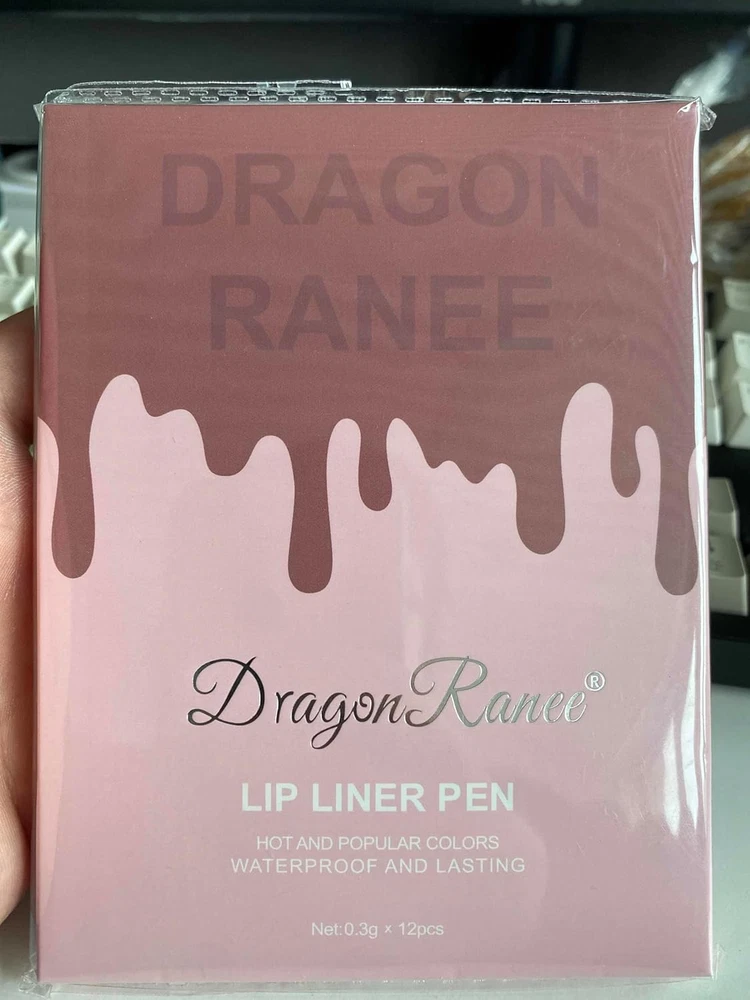 DRAGON
RANEE
DragonRanee®
LIP LINER PEN
HOT AND POPULAR COLORS
WATERPROOF AND LASTING
Net:0.3g × 12pcs